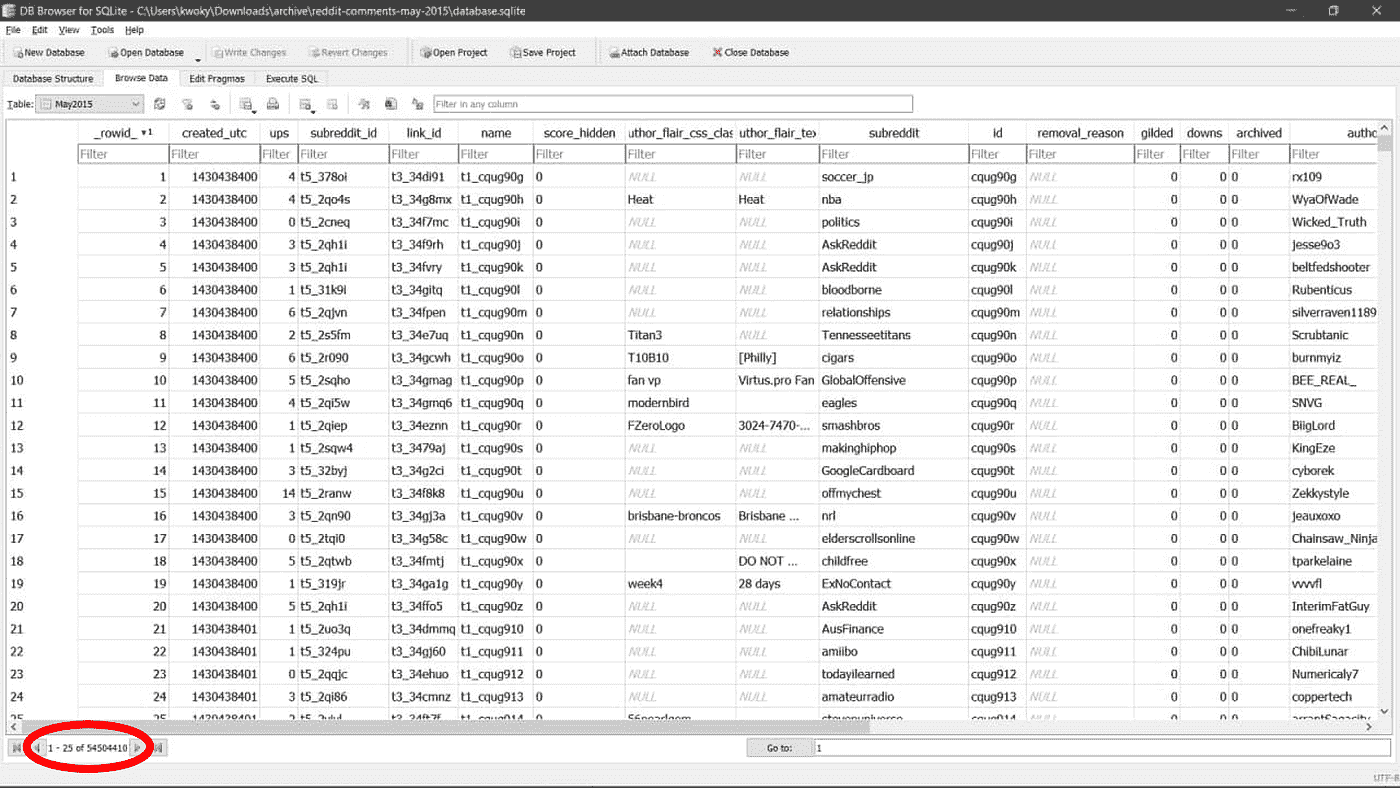 DB Browser for SQLite - C:\Users\kwoky\Downloads\archive\reddit-comments-may-2015\database.sqlite
File Edit View Tools Help
New Database Open Database Write Changes Revert Changes Open Project Save Project Attach Database Close Database
Database Structure Browse Data Edit Pragmas Execute SQL
Table: May2015 Filter in any column
_rowid_ ▼1 created_utc ups subreddit_id link_id name score_hidden uthor_flair_css_clas uthor_flair_tex subreddit id removal_reason gilded downs archived autho
Filter Filter Filter Filter Filter Filter Filter Filter Filter Filter Filter Filter Filter Filter Filter Filter
1 1 1430438400 4 t5_378oi t3_34di91 t1_cqug90g 0 NULL NULL soccer_jp cqug90g NULL 0 0 0 rx109
2 2 1430438400 4 t5_2qo4s t3_34g8mx t1_cqug90h 0 Heat Heat nba cqug90h NULL 0 0 0 WyaOfWade
3 3 1430438400 0 t5_2cneq t3_34f7mc t1_cqug90i 0 NULL NULL politics cqug90i NULL 0 0 0 Wicked_Truth
4 4 1430438400 3 t5_2qh1i t3_34f9rh t1_cqug90j 0 NULL NULL AskReddit cqug90j NULL 0 0 0 jesse9o3
5 5 1430438400 3 t5_2qh1i t3_34fvry t1_cqug90k 0 NULL NULL AskReddit cqug90k NULL 0 0 0 beltfedshooter
6 6 1430438400 1 t5_31k9i t3_34gitq t1_cqug90l 0 NULL NULL bloodborne cqug90l NULL 0 0 0 Rubenticus
7 7 1430438400 6 t5_2qjvn t3_34fpen t1_cqug90m 0 NULL NULL relationships cqug90m NULL 0 0 0 silverraven1189
8 8 1430438400 2 t5_2s5fm t3_34e7uq t1_cqug90n 0 Titan3 NULL Tennesseetitans cqug90n NULL 0 0 0 Scrubtanic
9 9 1430438400 6 t5_2r090 t3_34gcwh t1_cqug90o 0 T10B10 [Philly] cigars cqug90o NULL 0 0 0 burnmyiz
10 10 1430438400 5 t5_2sqho t3_34gmag t1_cqug90p 0 fan vp Virtus.pro Fan GlobalOffensive cqug90p NULL 0 0 0 BEE_REAL_
11 11 1430438400 4 t5_2qi5w t3_34gmq6 t1_cqug90q 0 modernbird eagles cqug90q NULL 0 0 0 SNVG
12 12 1430438400 1 t5_2qiep t3_34eznn t1_cqug90r 0 FZeroLogo 3024-7470-... smashbros cqug90r NULL 0 0 0 BiigLord
13 13 1430438400 1 t5_2sqw4 t3_3479aj t1_cqug90s 0 NULL NULL makinghiphop cqug90s NULL 0 0 0 KingEze
14 14 1430438400 3 t5_32byj t3_34g2ci t1_cqug90t 0 NULL NULL GoogleCardboard cqug90t NULL 0 0 0 cyborek
15 15 1430438400 14 t5_2ranw t3_34f8k8 t1_cqug90u 0 NULL NULL offmychest cqug90u NULL 0 0 0 Zekkystyle
16 16 1430438400 3 t5_2qn90 t3_34gj3a t1_cqug90v 0 brisbane-broncos Brisbane ... nrl cqug90v NULL 0 0 0 jeauxoxo
17 17 1430438400 0 t5_2tqi0 t3_34g58c t1_cqug90w 0 NULL NULL elderscrollsonline cqug90w NULL 0 0 0 Chainsaw_Ninja
18 18 1430438400 5 t5_2qtwb t3_34fmtj t1_cqug90x 0 DO NOT ... childfree cqug90x NULL 0 0 0 tparkelaine
19 19 1430438400 1 t5_319jr t3_34ga1g t1_cqug90y 0 week4 28 days ExNoContact cqug90y NULL 0 0 0 vvvvfl
20 20 1430438400 5 t5_2qh1i t3_34ffo5 t1_cqug90z 0 NULL NULL AskReddit cqug90z NULL 0 0 0 InterimFatGuy
21 21 1430438401 1 t5_2uo3q t3_34dmmq t1_cqug910 0 NULL NULL AusFinance cqug910 NULL 0 0 0 onefreaky1
22 22 1430438401 1 t5_324pu t3_34gj60 t1_cqug911 0 NULL NULL amiibo cqug911 NULL 0 0 0 ChibiLunar
23 23 1430438401 0 t5_2qqjc t3_34ehuo t1_cqug912 0 NULL NULL todayilearned cqug912 NULL 0 0 0 Numericaly7
24 24 1430438401 3 t5_2qi86 t3_34cmnz t1_cqug913 0 NULL NULL amateurradio cqug913 NULL 0 0 0 coppertech
25 25 1430438401
1 - 25 of 54504410 Go to: 1
UTF-8